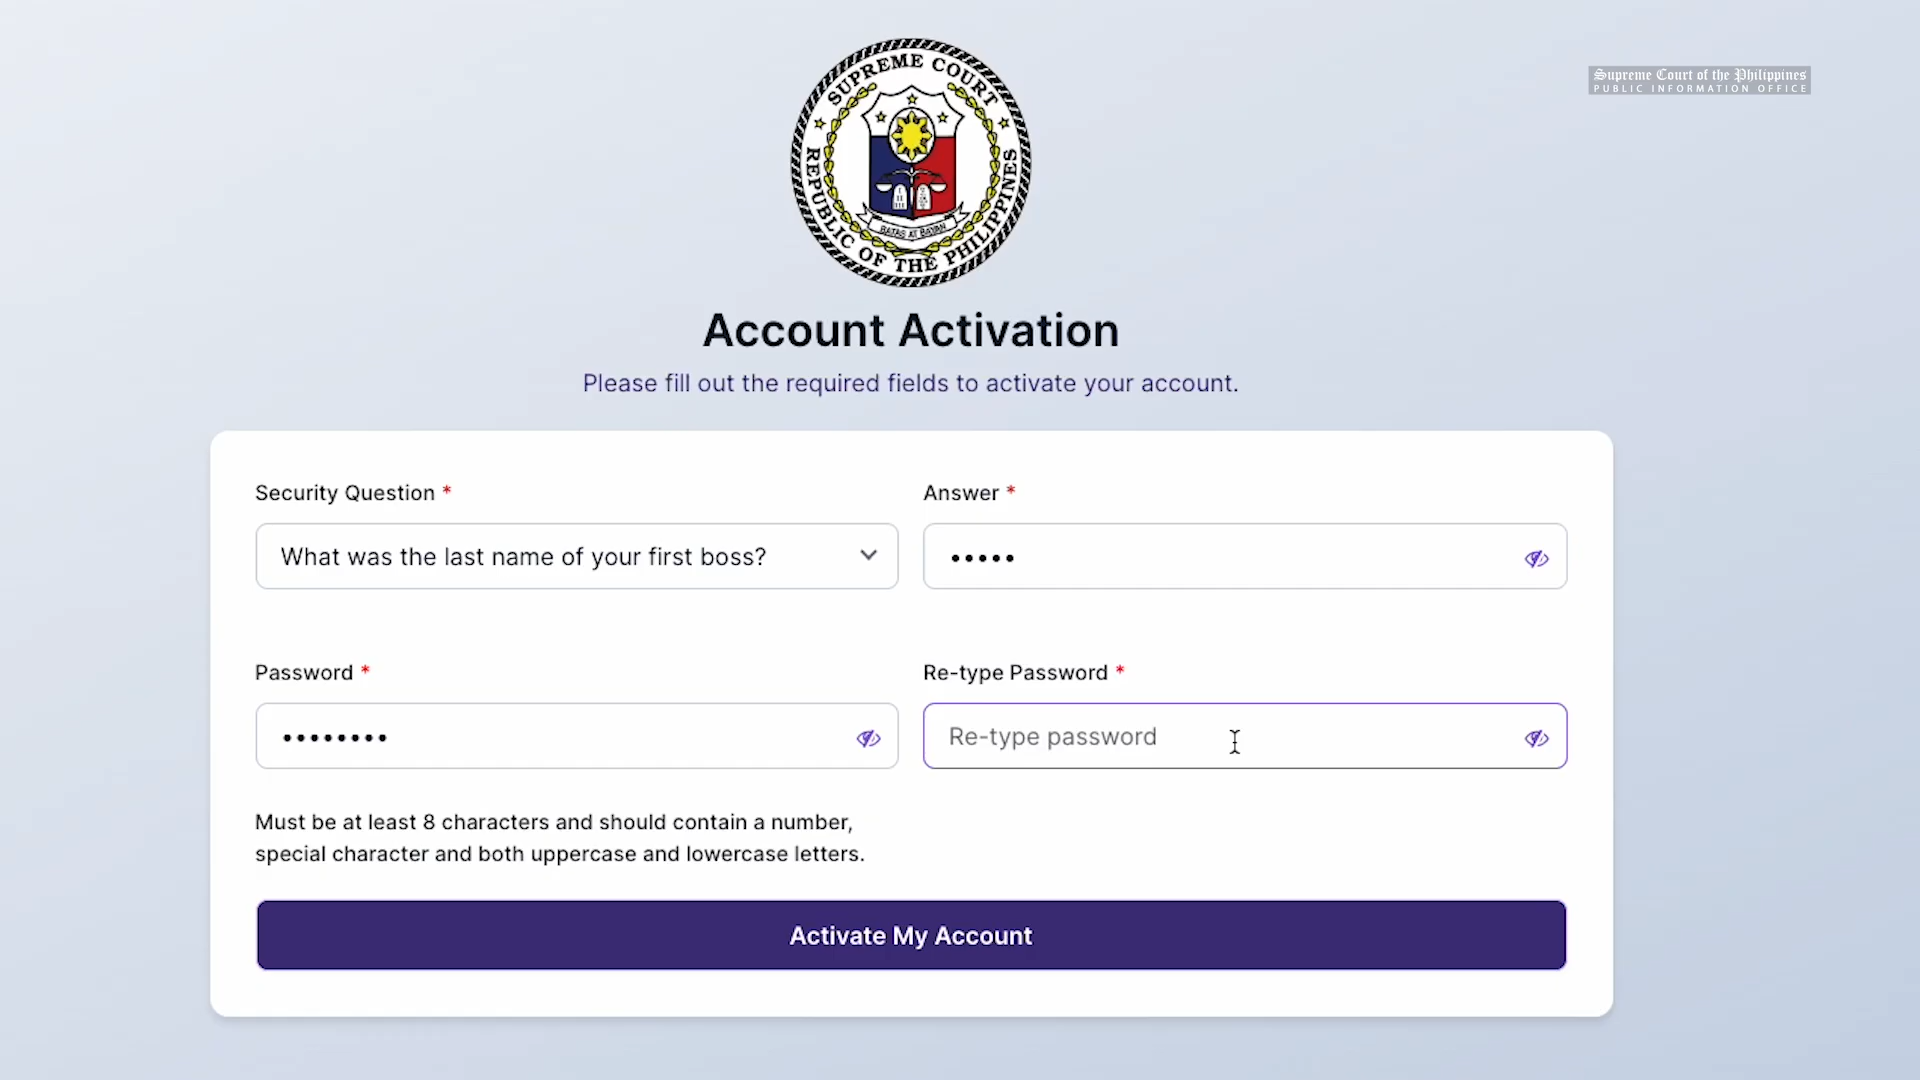 SUPREME COURT
REPUBLIC OF THE PHILIPPINES
BATAS AT BAYAN
Supreme Court of the Philippines
PUBLIC INFORMATION OFFICE
Account Activation
Please fill out the required fields to activate your account.
Security Question *
Answer *
What was the last name of your first boss?
•••••
Password *
Re-type Password *
••••••••
Re-type password
Must be at least 8 characters and should contain a number,
special character and both uppercase and lowercase letters.
Activate My Account